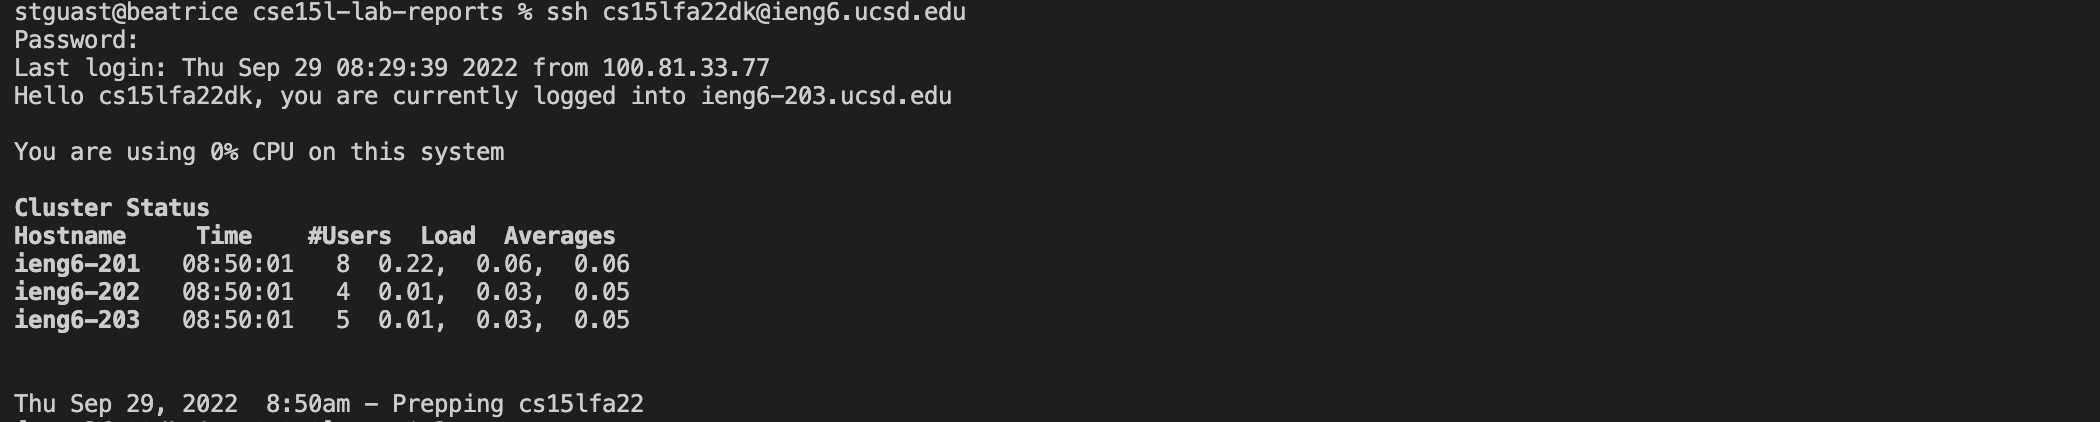 stguast@beatrice cse15l-lab-reports % ssh cs15lfa22dk@ieng6.ucsd.edu
Password:
Last login: Thu Sep 29 08:29:39 2022 from 100.81.33.77
Hello cs15lfa22dk, you are currently logged into ieng6-203.ucsd.edu
You are using 0% CPU on this system
Cluster Status
Hostname     Time    #Users  Load  Averages
ieng6-201   08:50:01   8  0.22,  0.06,  0.06
ieng6-202   08:50:01   4  0.01,  0.03,  0.05
ieng6-203   08:50:01   5  0.01,  0.03,  0.05
Thu Sep 29, 2022  8:50am - Prepping cs15lfa22